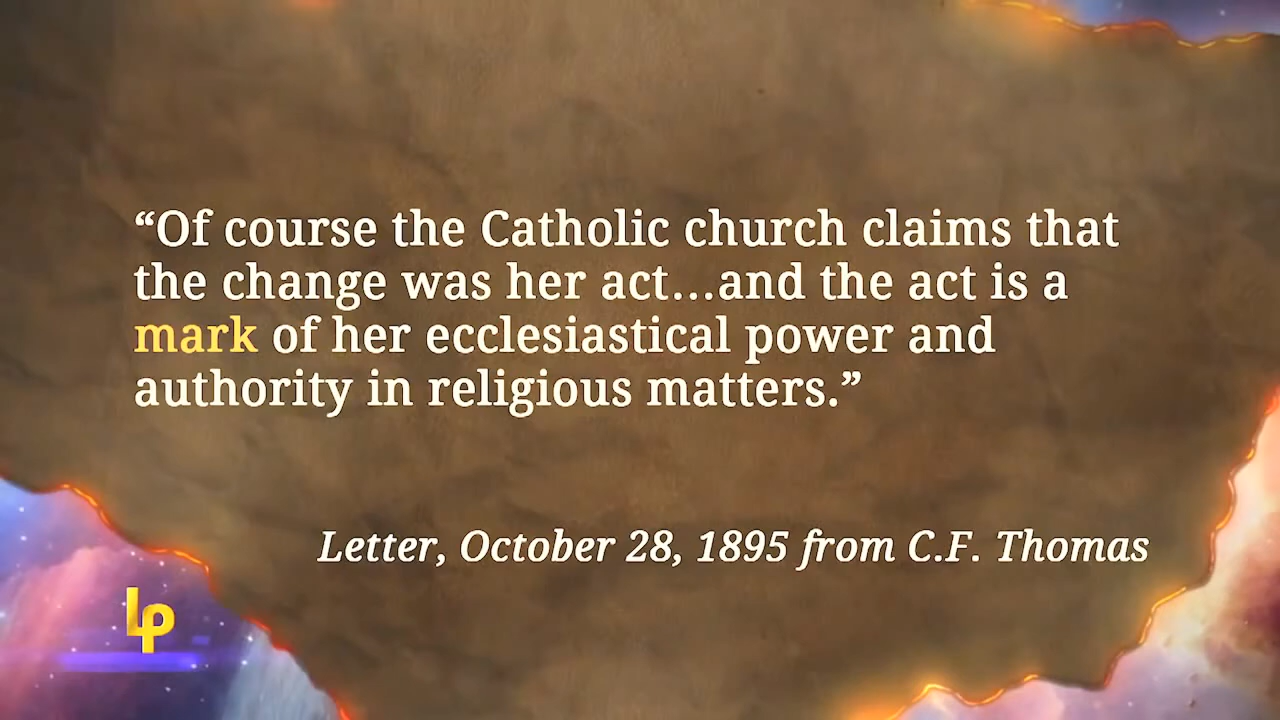 “Of course the Catholic church claims that
the change was her act...and the act is a
mark of her ecclesiastical power and
authority in religious matters.”
Letter, October 28, 1895 from C.F. Thomas
LP